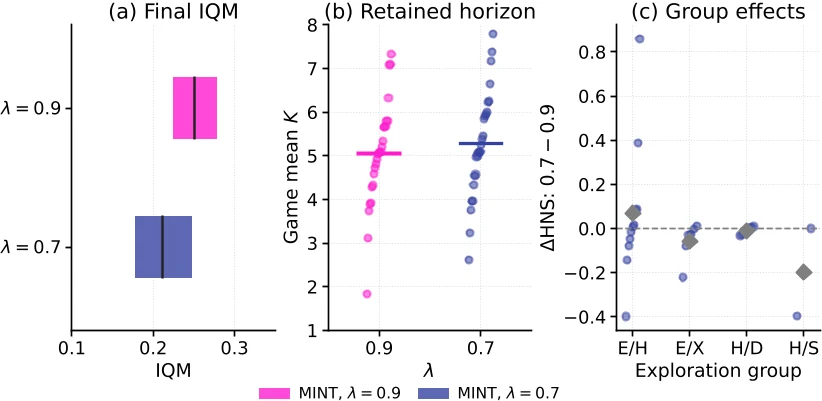 (a) Final IQM
λ = 0.9
λ = 0.7
0.1 0.2 0.3
IQM
(b) Retained horizon
8
7
6
5
4
3
2
1
Game mean K
0.9 0.7
λ
(c) Group effects
0.8
0.6
0.4
0.2
0.0
−0.2
−0.4
ΔHNS: 0.7 − 0.9
E/H E/X H/D H/S
Exploration group
MINT, λ = 0.9 MINT, λ = 0.7